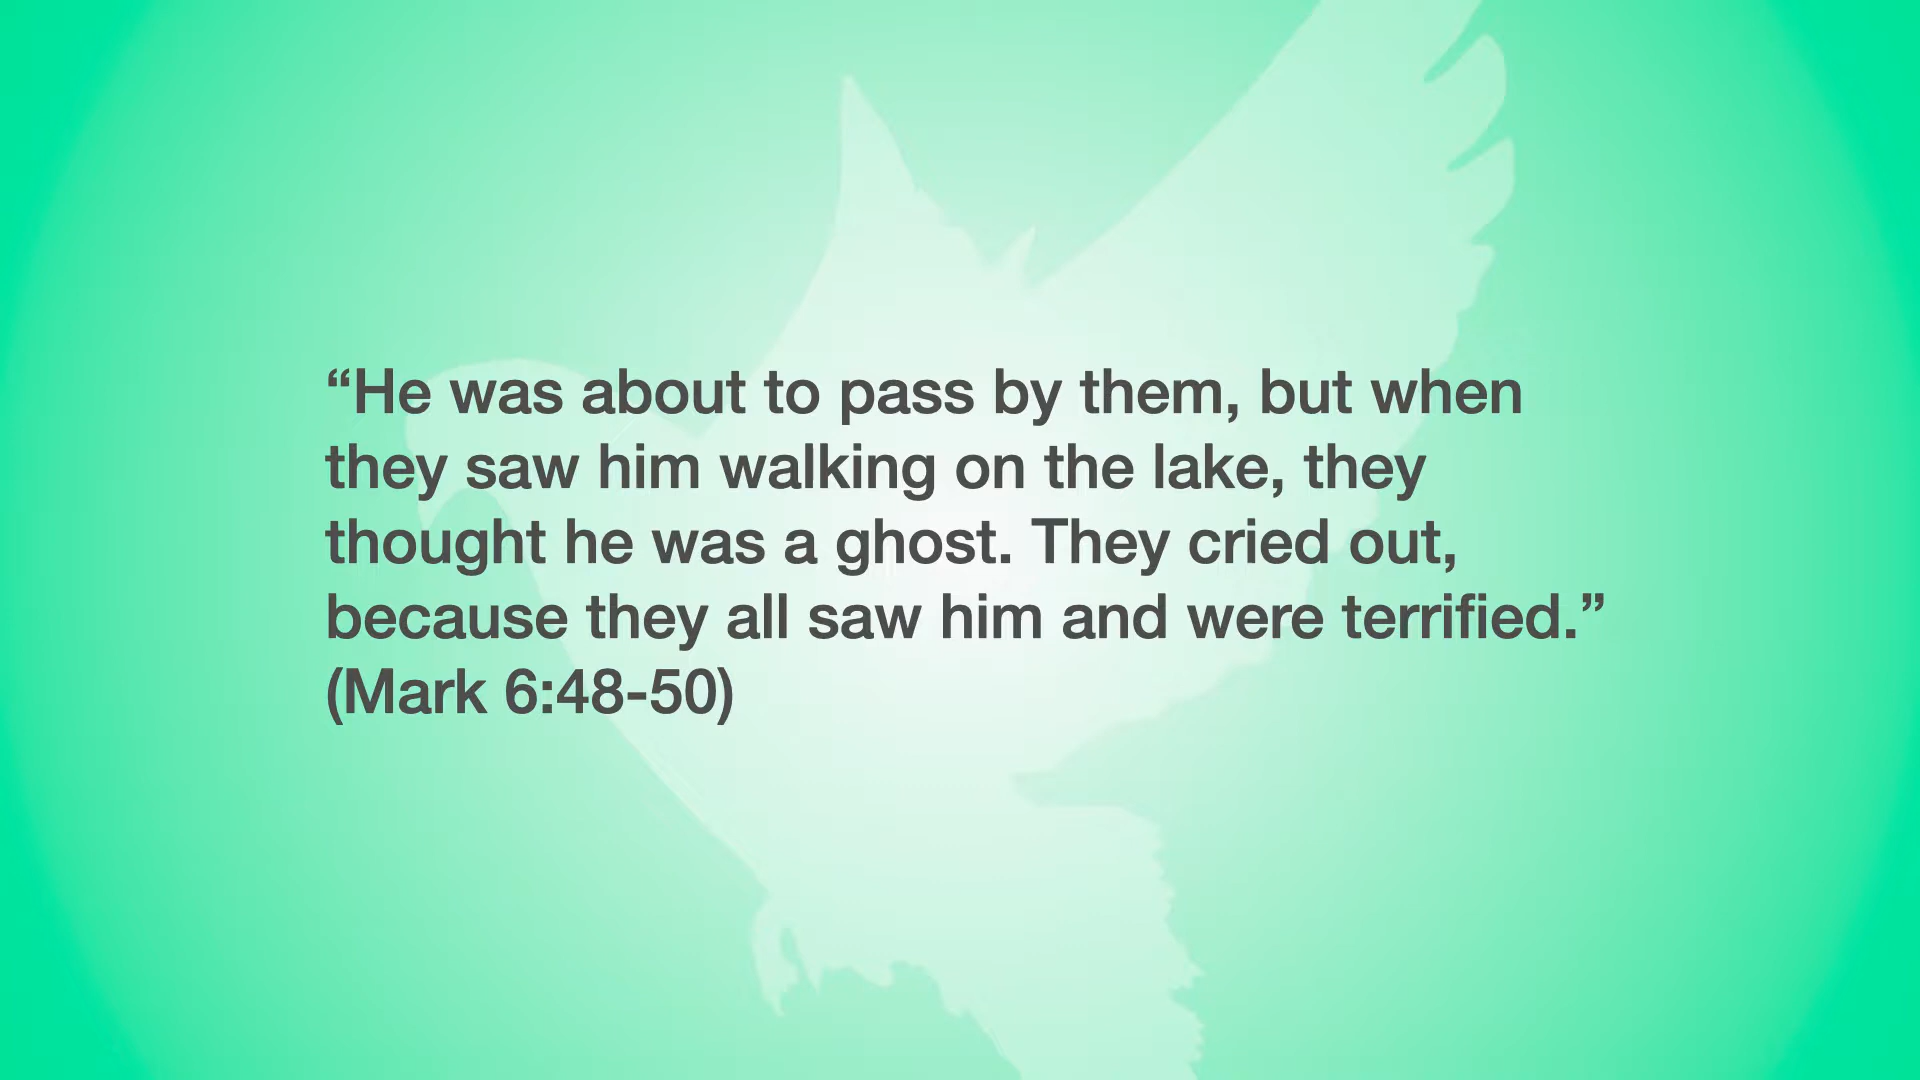 “He was about to pass by them, but when
they saw him walking on the lake, they
thought he was a ghost. They cried out,
because they all saw him and were terrified.”
(Mark 6:48-50)